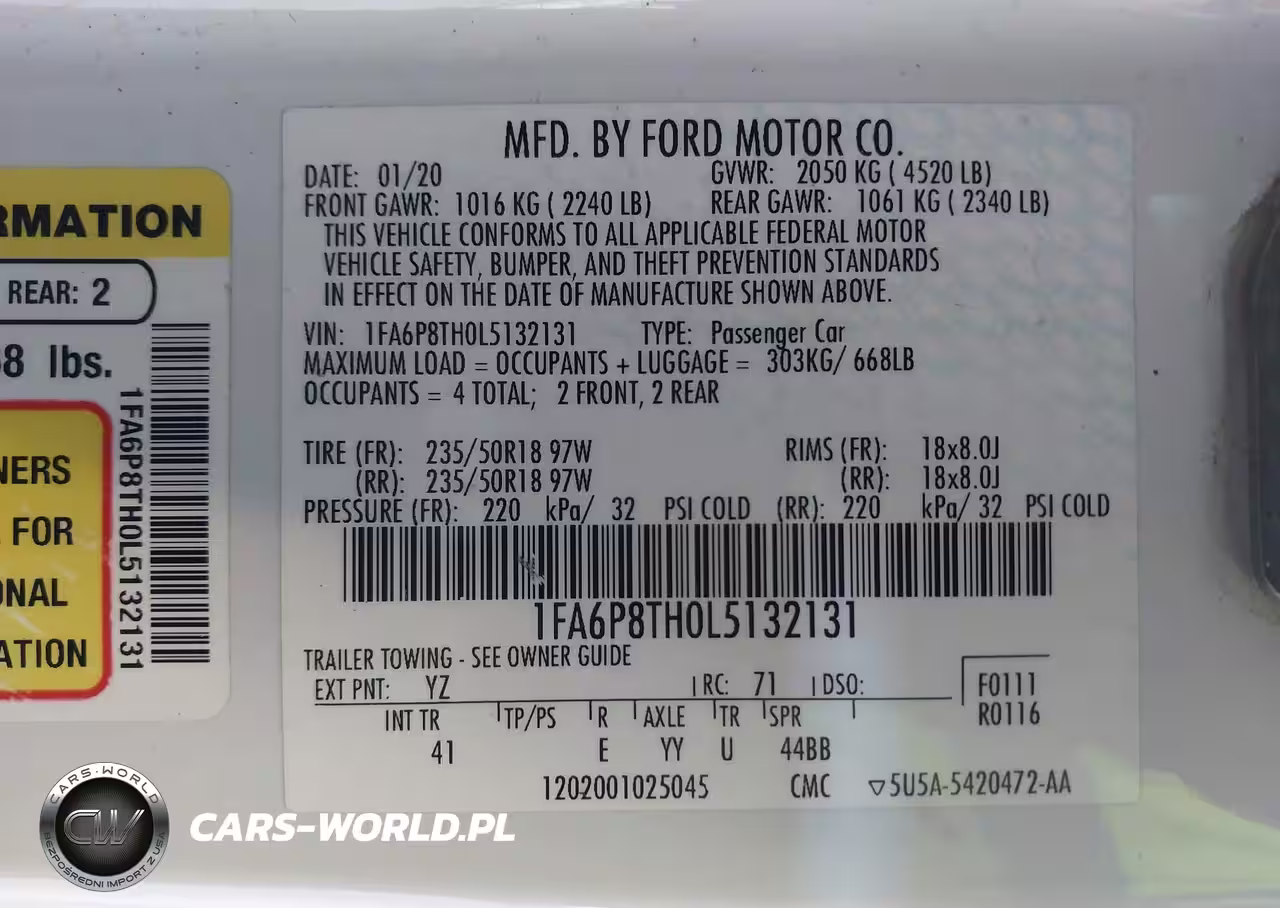 RMATION
REAR: 2
8 lbs.
NERS
FOR
ONAL
ATION
1FA6P8TH0L5132131
MFD. BY FORD MOTOR CO.
DATE: 01/20 GVWR: 2050 KG ( 4520 LB)
FRONT GAWR: 1016 KG ( 2240 LB) REAR GAWR: 1061 KG ( 2340 LB)
THIS VEHICLE CONFORMS TO ALL APPLICABLE FEDERAL MOTOR
VEHICLE SAFETY, BUMPER, AND THEFT PREVENTION STANDARDS
IN EFFECT ON THE DATE OF MANUFACTURE SHOWN ABOVE.
VIN: 1FA6P8TH0L5132131 TYPE: Passenger Car
MAXIMUM LOAD = OCCUPANTS + LUGGAGE = 303KG/ 668LB
OCCUPANTS = 4 TOTAL; 2 FRONT, 2 REAR
TIRE (FR): 235/50R18 97W RIMS (FR): 18x8.0J
(RR): 235/50R18 97W (RR): 18x8.0J
PRESSURE (FR): 220 kPa/ 32 PSI COLD (RR): 220 kPa/ 32 PSI COLD
1FA6P8TH0L5132131
TRAILER TOWING - SEE OWNER GUIDE
EXT PNT: YZ RC: 71 DSO: F0111
INT TR TP/PS R AXLE TR SPR R0116
41 E YY U 44BB
1202001025045 CMC ▽5U5A-5420472-AA
CARS-WORLD
CW
BEZPOŚREDNI IMPORT Z USA
CARS-WORLD.PL